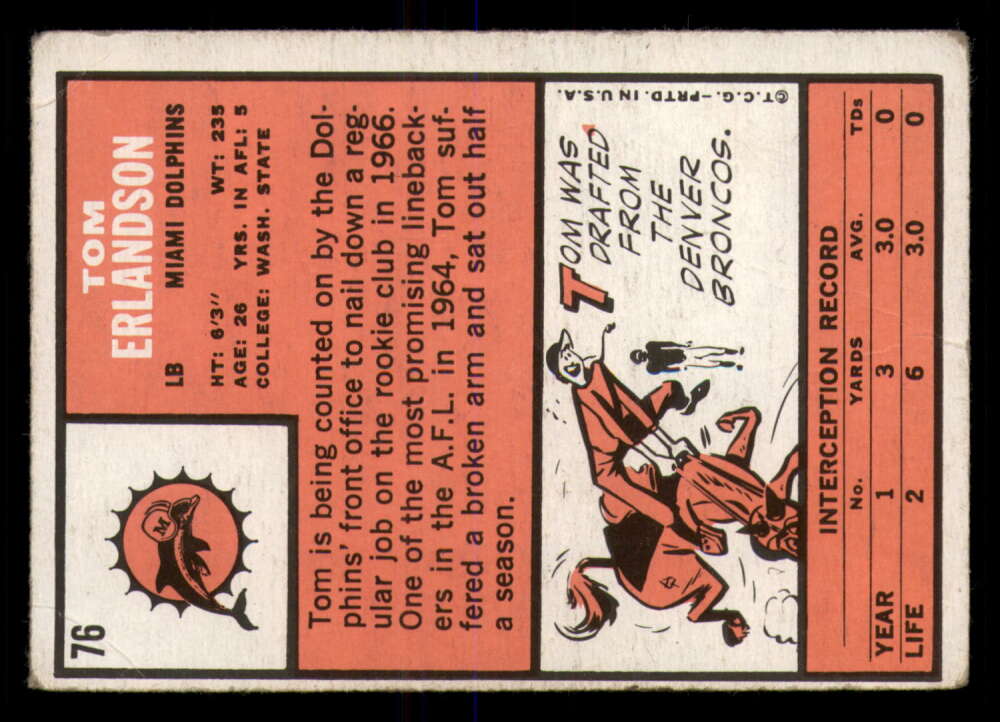 76
M
TOM
ERLANDSON
LB MIAMI DOLPHINS
HT: 6'3" WT: 235
AGE: 26 YRS. IN AFL: 5
COLLEGE: WASH. STATE
Tom is being counted on by the Dol-
phins' front office to nail down a reg-
ular job on the rookie club in 1966.
One of the most promising lineback-
ers in the A.F.L. in 1964, Tom suf-
fered a broken arm and sat out half
a season.
TOM WAS
DRAFTED
FROM
THE
DENVER
BRONCOS.
©T.C.G.—PRTD. IN U.S.A.
INTERCEPTION RECORD
No. YARDS AVG. TDs
YEAR 1 3 3.0 0
LIFE 2 6 3.0 0